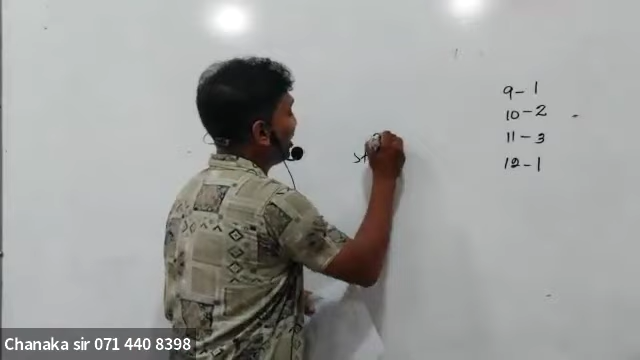 9 - 1
10 - 2
11 - 3
12 - 1
Chanaka sir 071 440 8398